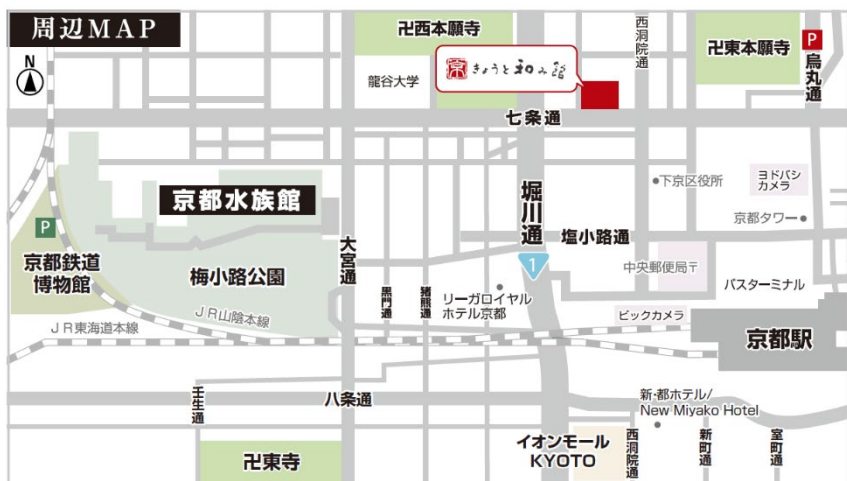 周辺MAP
N
卍西本願寺
龍谷大学
京 きょうと和み館
西洞院通
卍東本願寺
P
烏丸通
七条通
京都水族館
堀川通
下京区役所
ヨドバシ
カメラ
京都タワー
P
京都鉄道
博物館
梅小路公園
大宮通
塩小路通
1
中央郵便局〒
バスターミナル
黒門通
猪熊通
リーガロイヤル
ホテル京都
ビックカメラ
京都駅
JR山陰本線
JR東海道本線
壬生通
八条通
新・都ホテル/
New Miyako Hotel
卍東寺
イオンモール
KYOTO
西洞院通
新町通
室町通